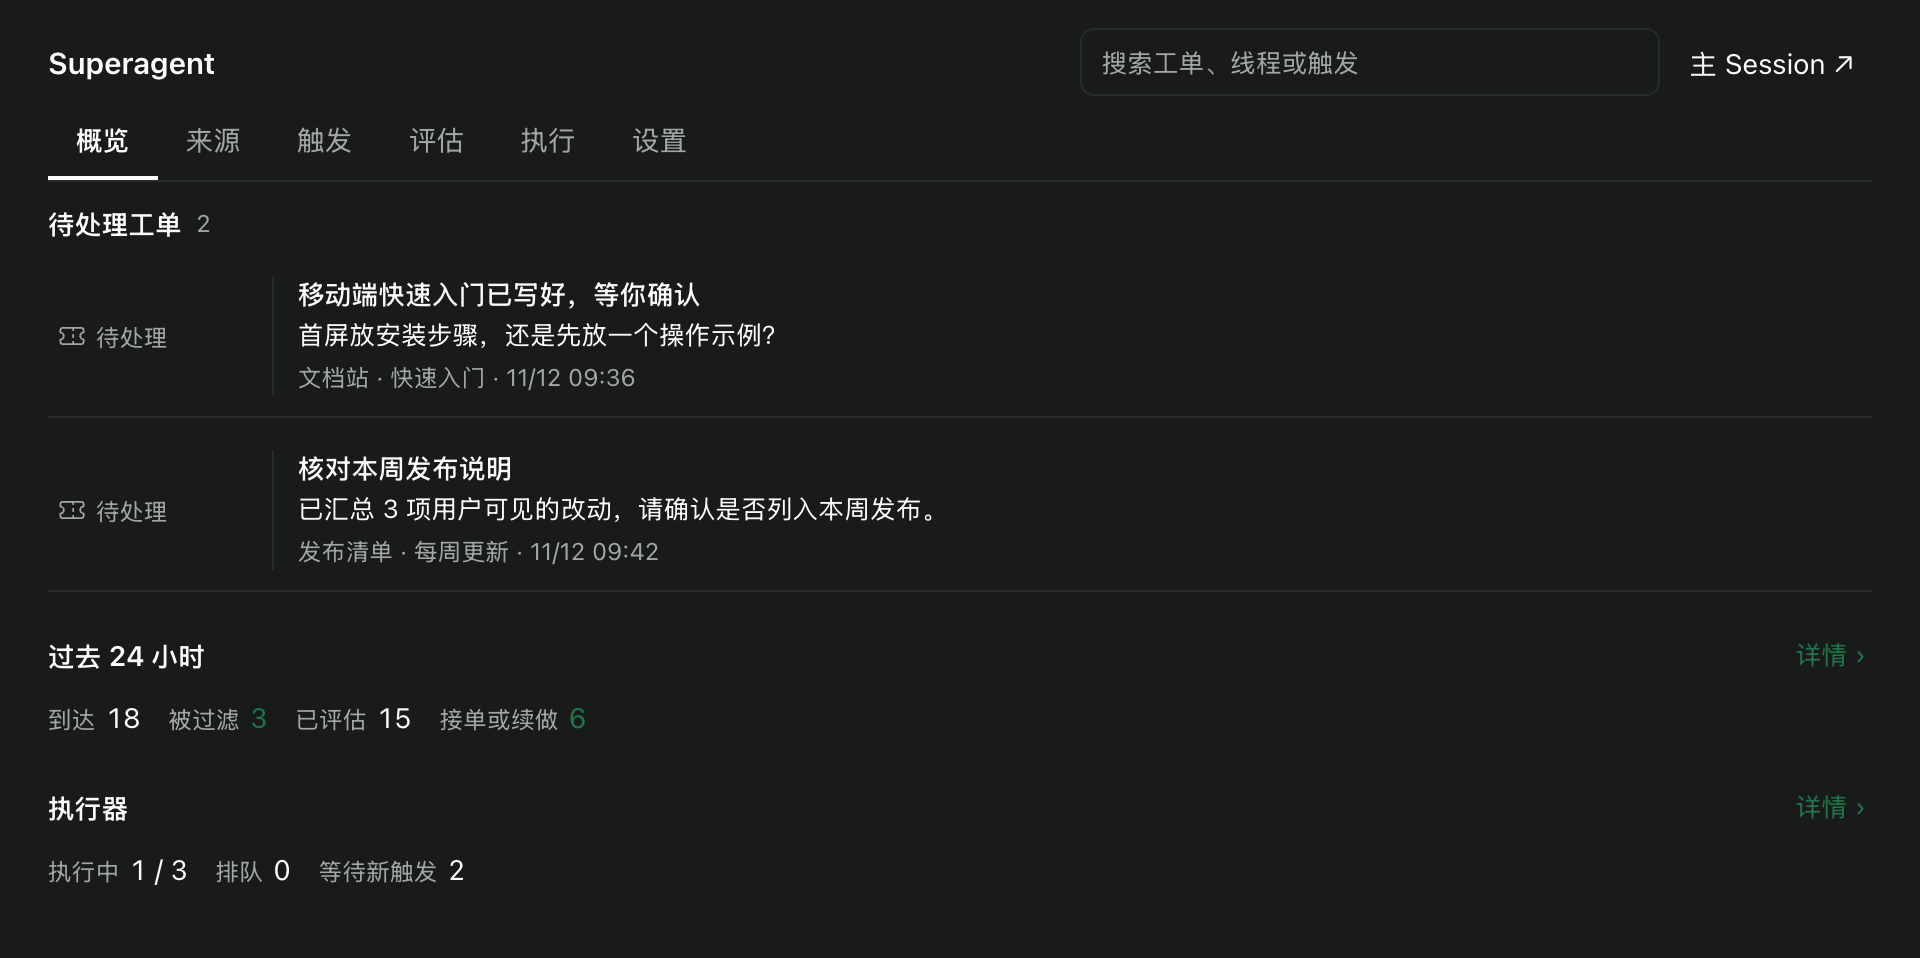 Superagent
搜索工单、线程或触发
主 Session ↗
概览 来源 触发 评估 执行 设置
待处理工单 2
待处理
移动端快速入门已写好，等你确认
首屏放安装步骤，还是先放一个操作示例？
文档站 · 快速入门 · 11/12 09:36
待处理
核对本周发布说明
已汇总 3 项用户可见的改动，请确认是否列入本周发布。
发布清单 · 每周更新 · 11/12 09:42
过去 24 小时
详情 ›
到达 18 被过滤 3 已评估 15 接单或续做 6
执行器
详情 ›
执行中 1 / 3 排队 0 等待新触发 2